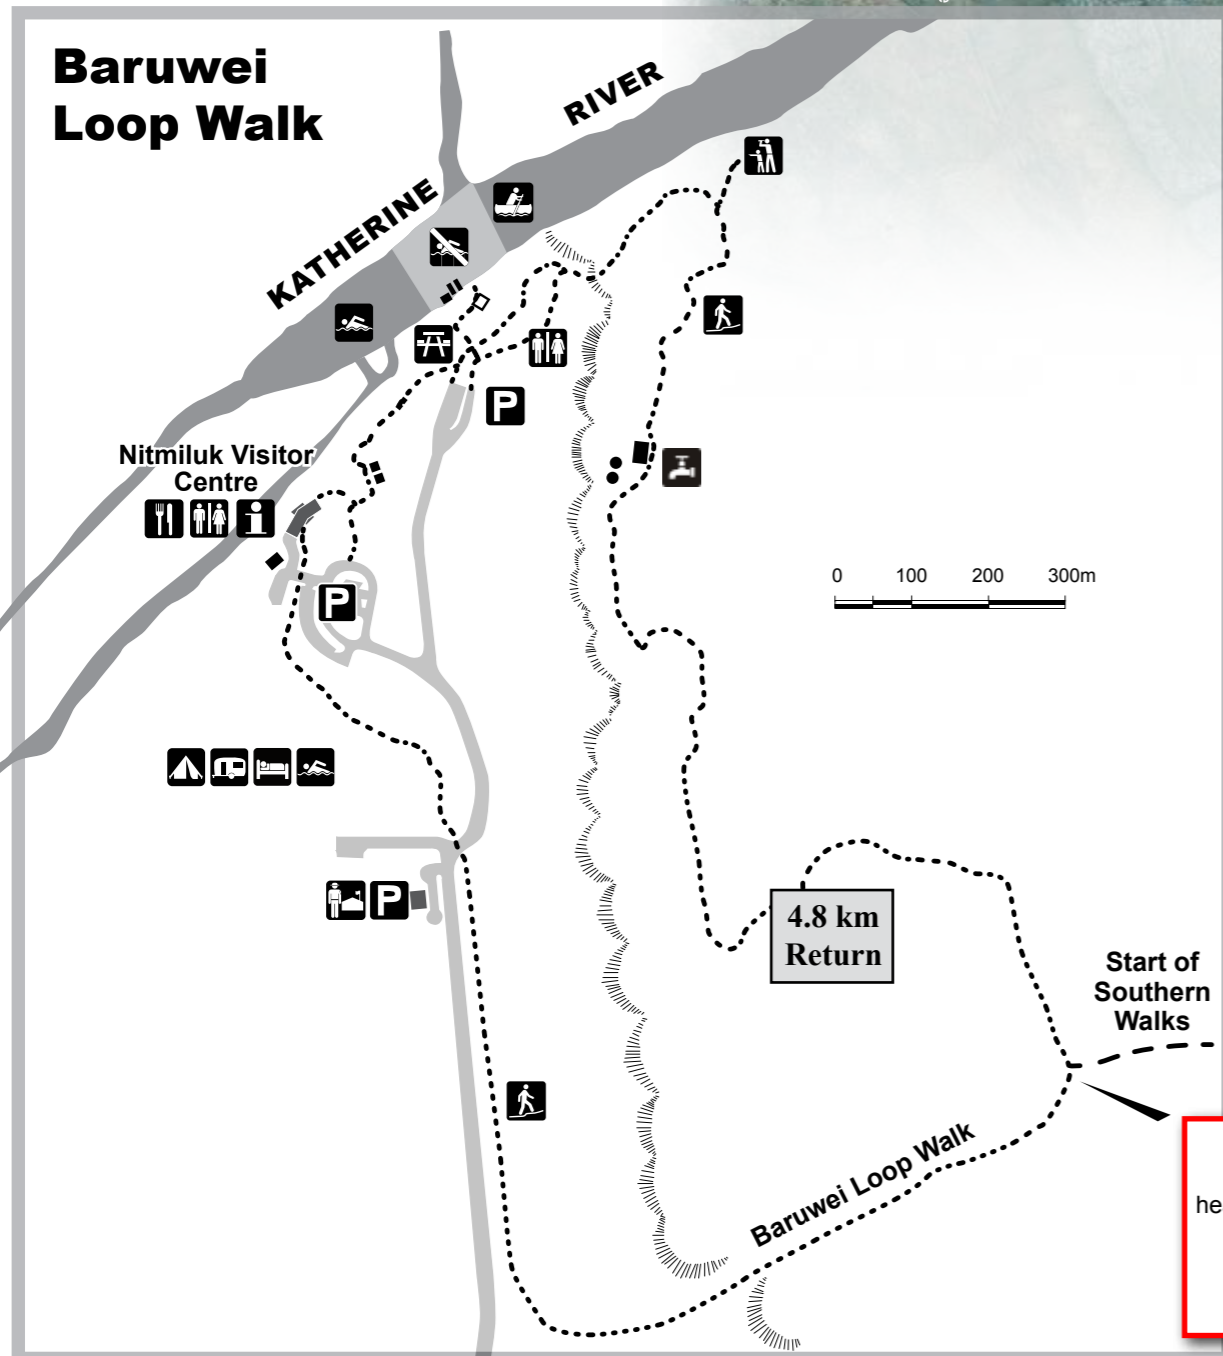 Baruwei
Loop Walk
KATHERINE
RIVER
P
Nitmiluk Visitor
Centre
P
0 100 200 300m
P
4.8 km
Return
Start of
Southern
Walks
Baruwei Loop Walk
he